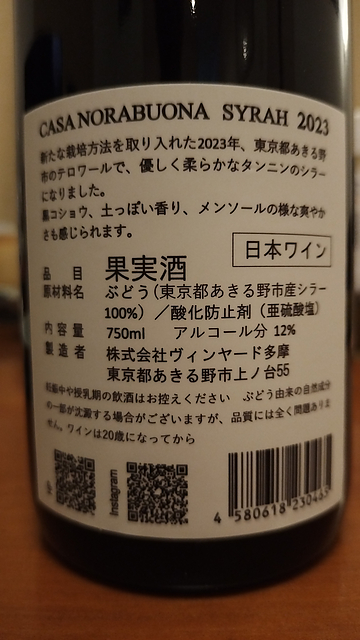 CASA NORABUONA SYRAH 2023
新たな栽培方法を取り入れた2023年、東京都あきる野
市のテロワールで、優しく柔らかなタンニンのシラー
になりました。
黒コショウ、土っぽい香り、メンソールの様な爽やか
さも感じられます。
日本ワイン
品目 果実酒
原材料名 ぶどう(東京都あきる野市産シラー
100%)／酸化防止剤(亜硫酸塩)
内容量 750ml アルコール分 12%
製造者 株式会社ヴィンヤード多摩
東京都あきる野市上ノ台55
妊娠中や授乳期の飲酒はお控えください ぶどう由来の自然成分
の一部が沈澱する場合がございますが、品質には全く問題ありま
せん。ワインは20歳になってから
Instagram
4 580618 230465